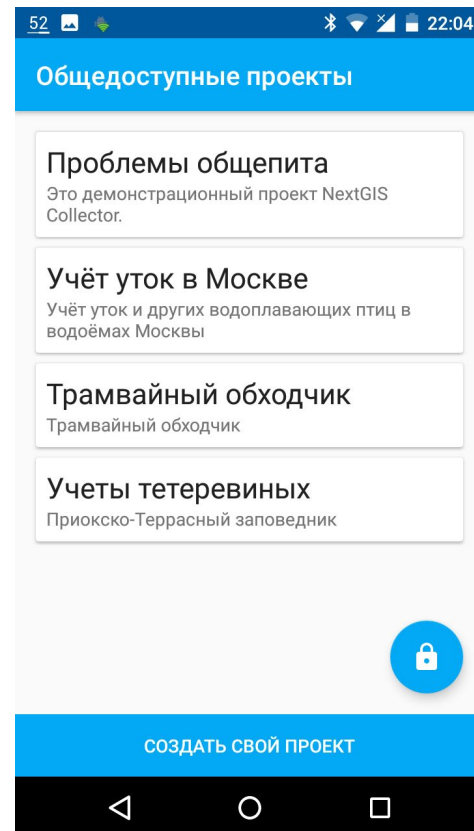 52 22:04
Общедоступные проекты
Проблемы общепита
Это демонстрационный проект NextGIS
Collector.
Учёт уток в Москве
Учёт уток и других водоплавающих птиц в
водоёмах Москвы
Трамвайный обходчик
Трамвайный обходчик
Учеты тетеревиных
Приокско-Террасный заповедник
СОЗДАТЬ СВОЙ ПРОЕКТ